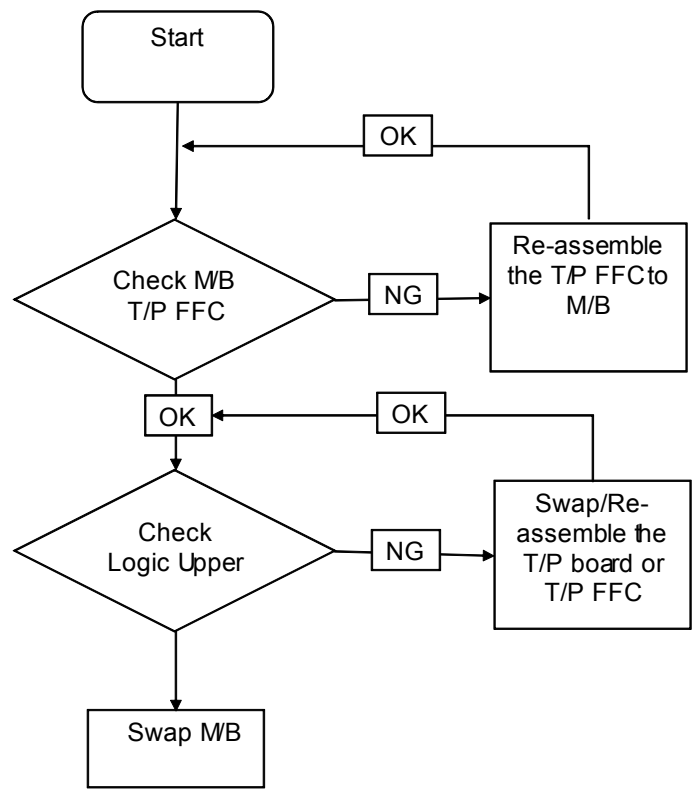 Start
OK
Check M/B
T/P FFC
NG
Re-assemble
the T/P FFC to
M/B
OK
OK
Check
Logic Upper
NG
Swap/Re-
assemble the
T/P board or
T/P FFC
Swap M/B